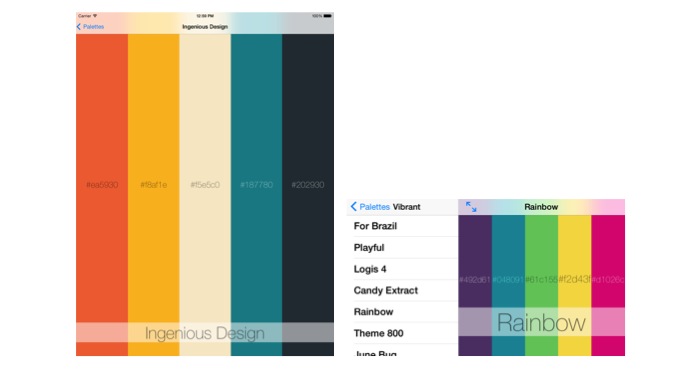 Carrier 12:59 PM 100%
Palettes Ingenious Design
#ea5930 #f8af1e #f5e5c0 #187780 #202930
Ingenious Design
Palettes Vibrant Rainbow
For Brazil
Playful
Logis 4
Candy Extract
Rainbow
Theme 800
June Bug
#492d61 #048091 #61c155 #f2d43f #d1026c
Rainbow